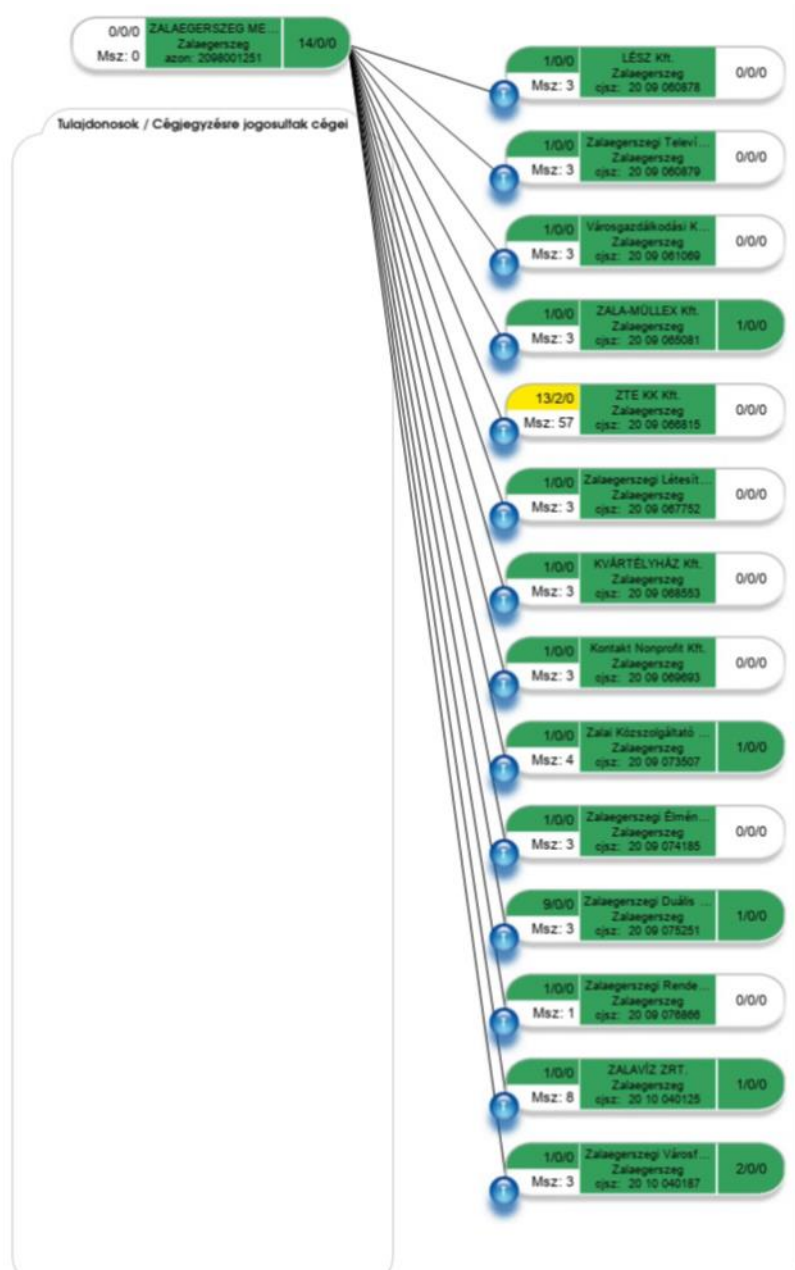 0/0/0
Msz: 0
ZALAEGERSZEG ME...
Zalaegerszeg
azon: 2098001251
14/0/0
Tulajdonosok / Cégjegyzésre jogosultak cégei
1/0/0
Msz: 3
LÉSZ Kft.
Zalaegerszeg
cjsz: 20 09 060878
0/0/0
1/0/0
Msz: 3
Zalaegerszegi Televí...
Zalaegerszeg
cjsz: 20 09 060879
0/0/0
1/0/0
Msz: 3
Városgazdálkodási K...
Zalaegerszeg
cjsz: 20 09 061069
0/0/0
1/0/0
Msz: 3
ZALA-MÜLLEX Kft.
Zalaegerszeg
cjsz: 20 09 065081
1/0/0
13/2/0
Msz: 57
ZTE KK Kft.
Zalaegerszeg
cjsz: 20 09 066815
0/0/0
1/0/0
Msz: 3
Zalaegerszegi Létesít...
Zalaegerszeg
cjsz: 20 09 067752
0/0/0
1/0/0
Msz: 3
KVÁRTÉLYHÁZ Kft.
Zalaegerszeg
cjsz: 20 09 068553
0/0/0
1/0/0
Msz: 3
Kontakt Nonprofit Kft.
Zalaegerszeg
cjsz: 20 09 069693
0/0/0
1/0/0
Msz: 4
Zalai Közszolgáltató ...
Zalaegerszeg
cjsz: 20 09 073507
1/0/0
1/0/0
Msz: 3
Zalaegerszegi Élmén...
Zalaegerszeg
cjsz: 20 09 074185
0/0/0
9/0/0
Msz: 3
Zalaegerszegi Duális ...
Zalaegerszeg
cjsz: 20 09 075251
1/0/0
1/0/0
Msz: 1
Zalaegerszegi Rende...
Zalaegerszeg
cjsz: 20 09 076866
0/0/0
1/0/0
Msz: 8
ZALAVÍZ ZRT.
Zalaegerszeg
cjsz: 20 10 040125
1/0/0
1/0/0
Msz: 3
Zalaegerszegi Városf...
Zalaegerszeg
cjsz: 20 10 040187
2/0/0